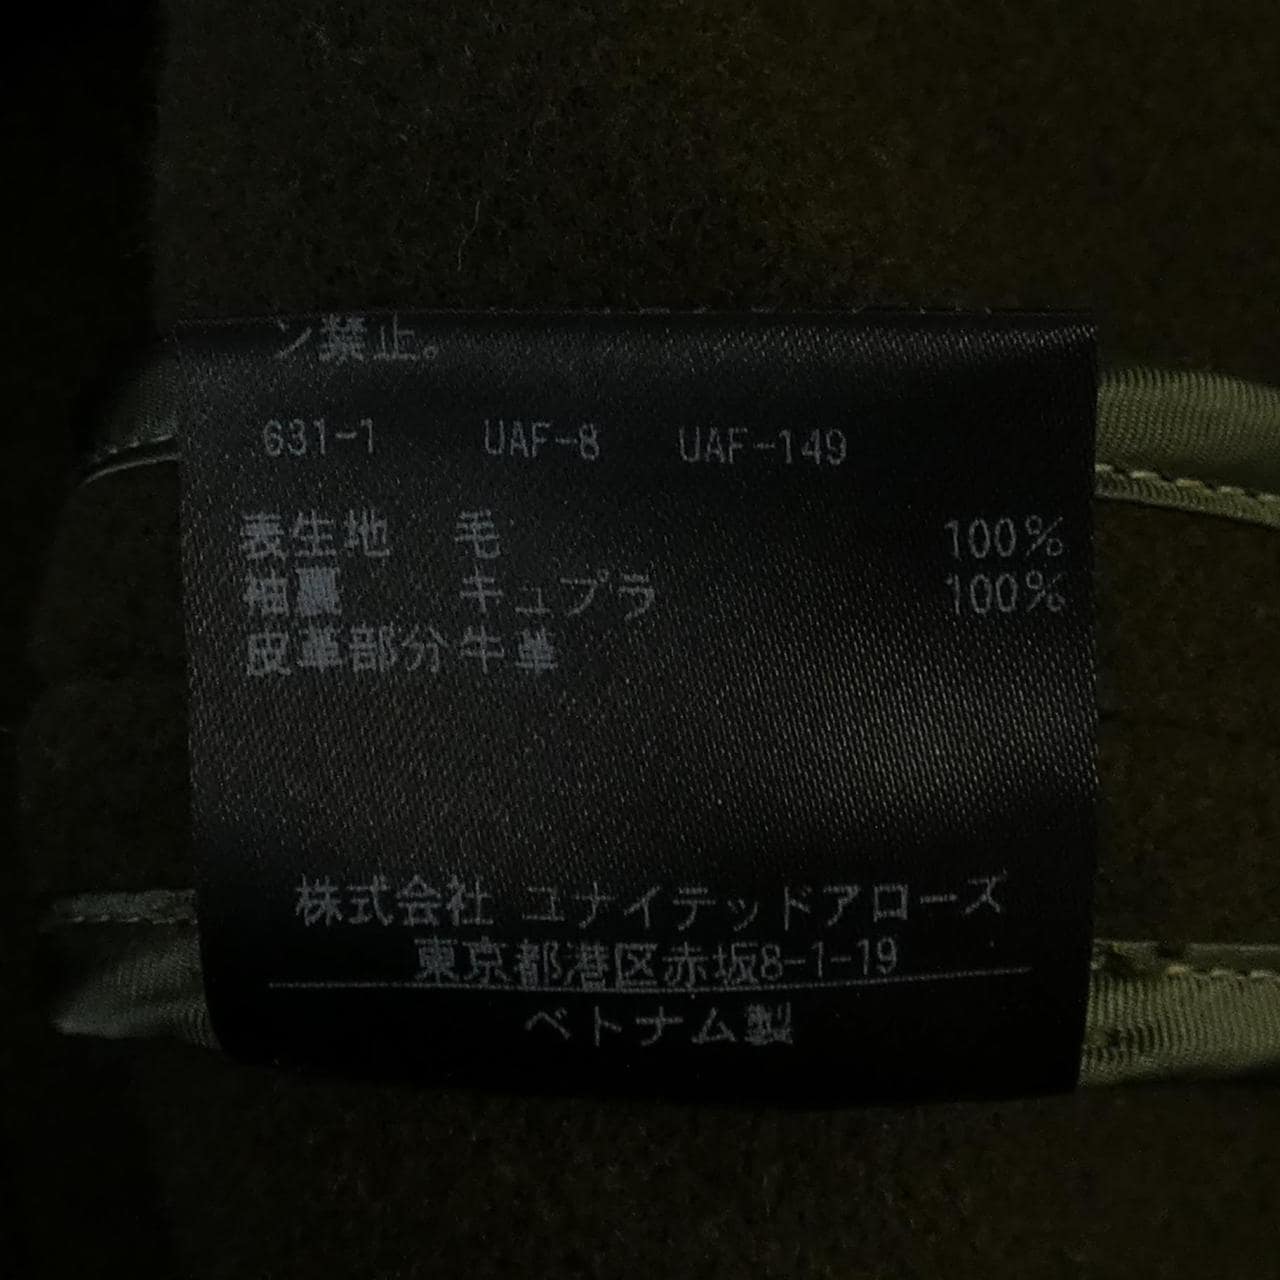 ン禁止。
631-1 UAF-8 UAF-149
表生地 毛 100%
袖裏 キュプラ 100%
皮革部分 牛革
株式会社 ユナイテッドアローズ
東京都港区赤坂8-1-19
ベトナム製